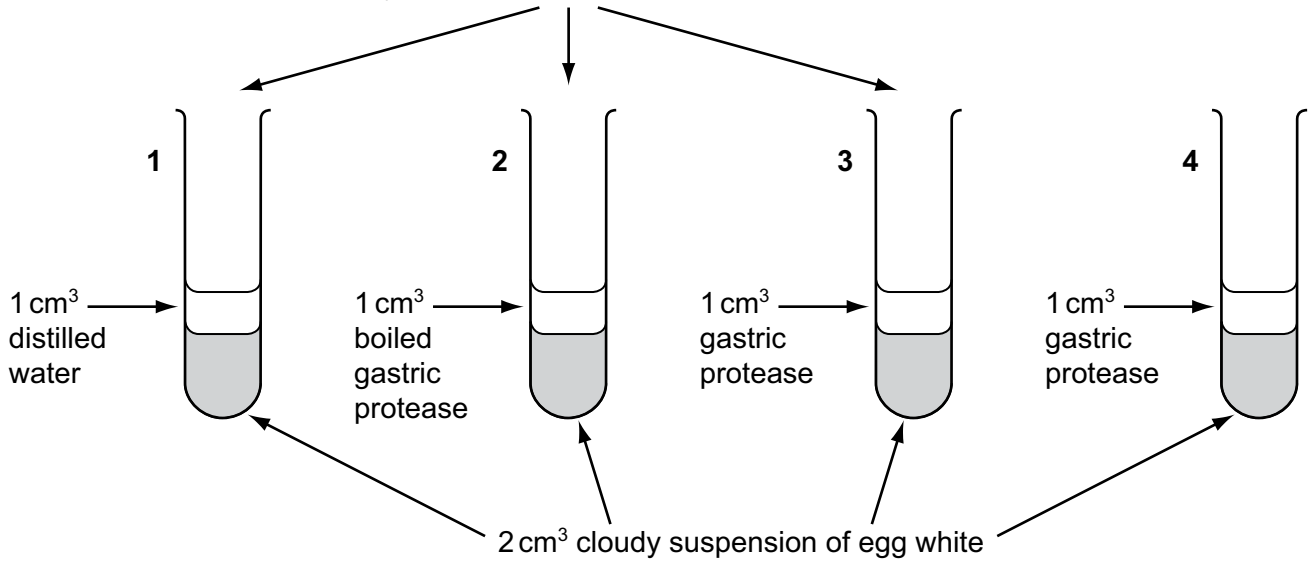 1
2
3
4
1 cm³
distilled
water
1 cm³
boiled
gastric
protease
1 cm³
gastric
protease
1 cm³
gastric
protease
2 cm³ cloudy suspension of egg white